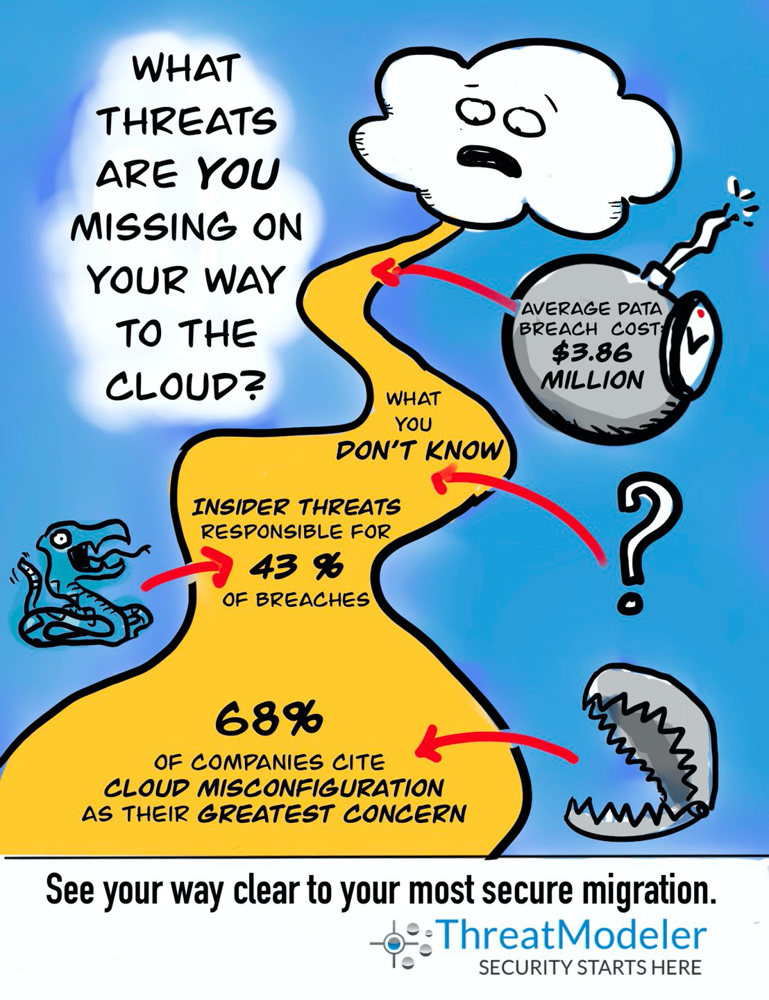 WHAT
THREATS
ARE YOU
MISSING ON
YOUR WAY
TO THE
CLOUD?
AVERAGE DATA
BREACH COST:
$3.86
MILLION
WHAT
YOU
DON'T KNOW
?
INSIDER THREATS
RESPONSIBLE FOR
43 %
OF BREACHES
68%
OF COMPANIES CITE
CLOUD MISCONFIGURATION
AS THEIR GREATEST CONCERN
See your way clear to your most secure migration.
ThreatModeler
SECURITY STARTS HERE